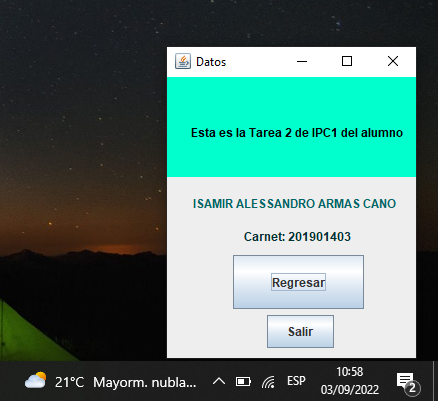 Datos
Esta es la Tarea 2 de IPC1 del alumno
ISAMIR ALESSANDRO ARMAS CANO
Carnet: 201901403
Regresar
Salir
21°C Mayorm. nubla... ESP 10:58
03/09/2022
2